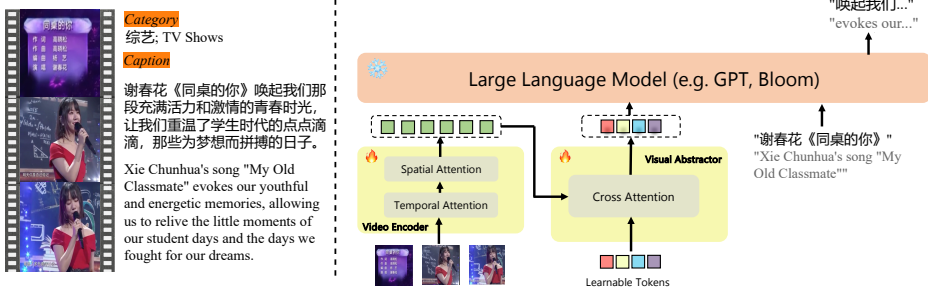 同桌的你
Category
综艺; TV Shows
Caption
谢春花《同桌的你》唤起我们那
段充满活力和激情的青春时光，
让我们重温了学生时代的点点滴
滴，那些为梦想而拼搏的日子。
Xie Chunhua's song "My Old
Classmate" evokes our youthful
and energetic memories, allowing
us to relive the little moments of
our student days and the days we
fought for our dreams.
"唤起我们..."
"evokes our..."
Large Language Model (e.g. GPT, Bloom)
"谢春花《同桌的你》"
"Xie Chunhua's song "My
Old Classmate""
Spatial Attention
Temporal Attention
Video Encoder
Visual Abstractor
Cross Attention
Learnable Tokens